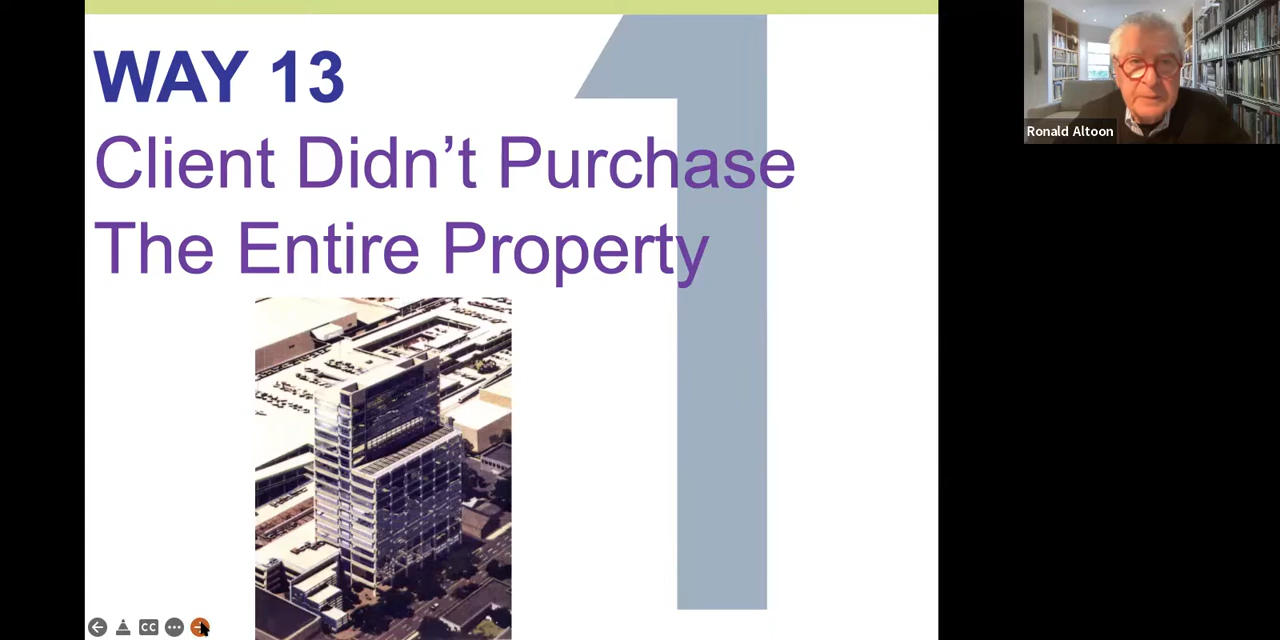 WAY 13
Client Didn’t Purchase
The Entire Property
1
Ronald Altoon
CC